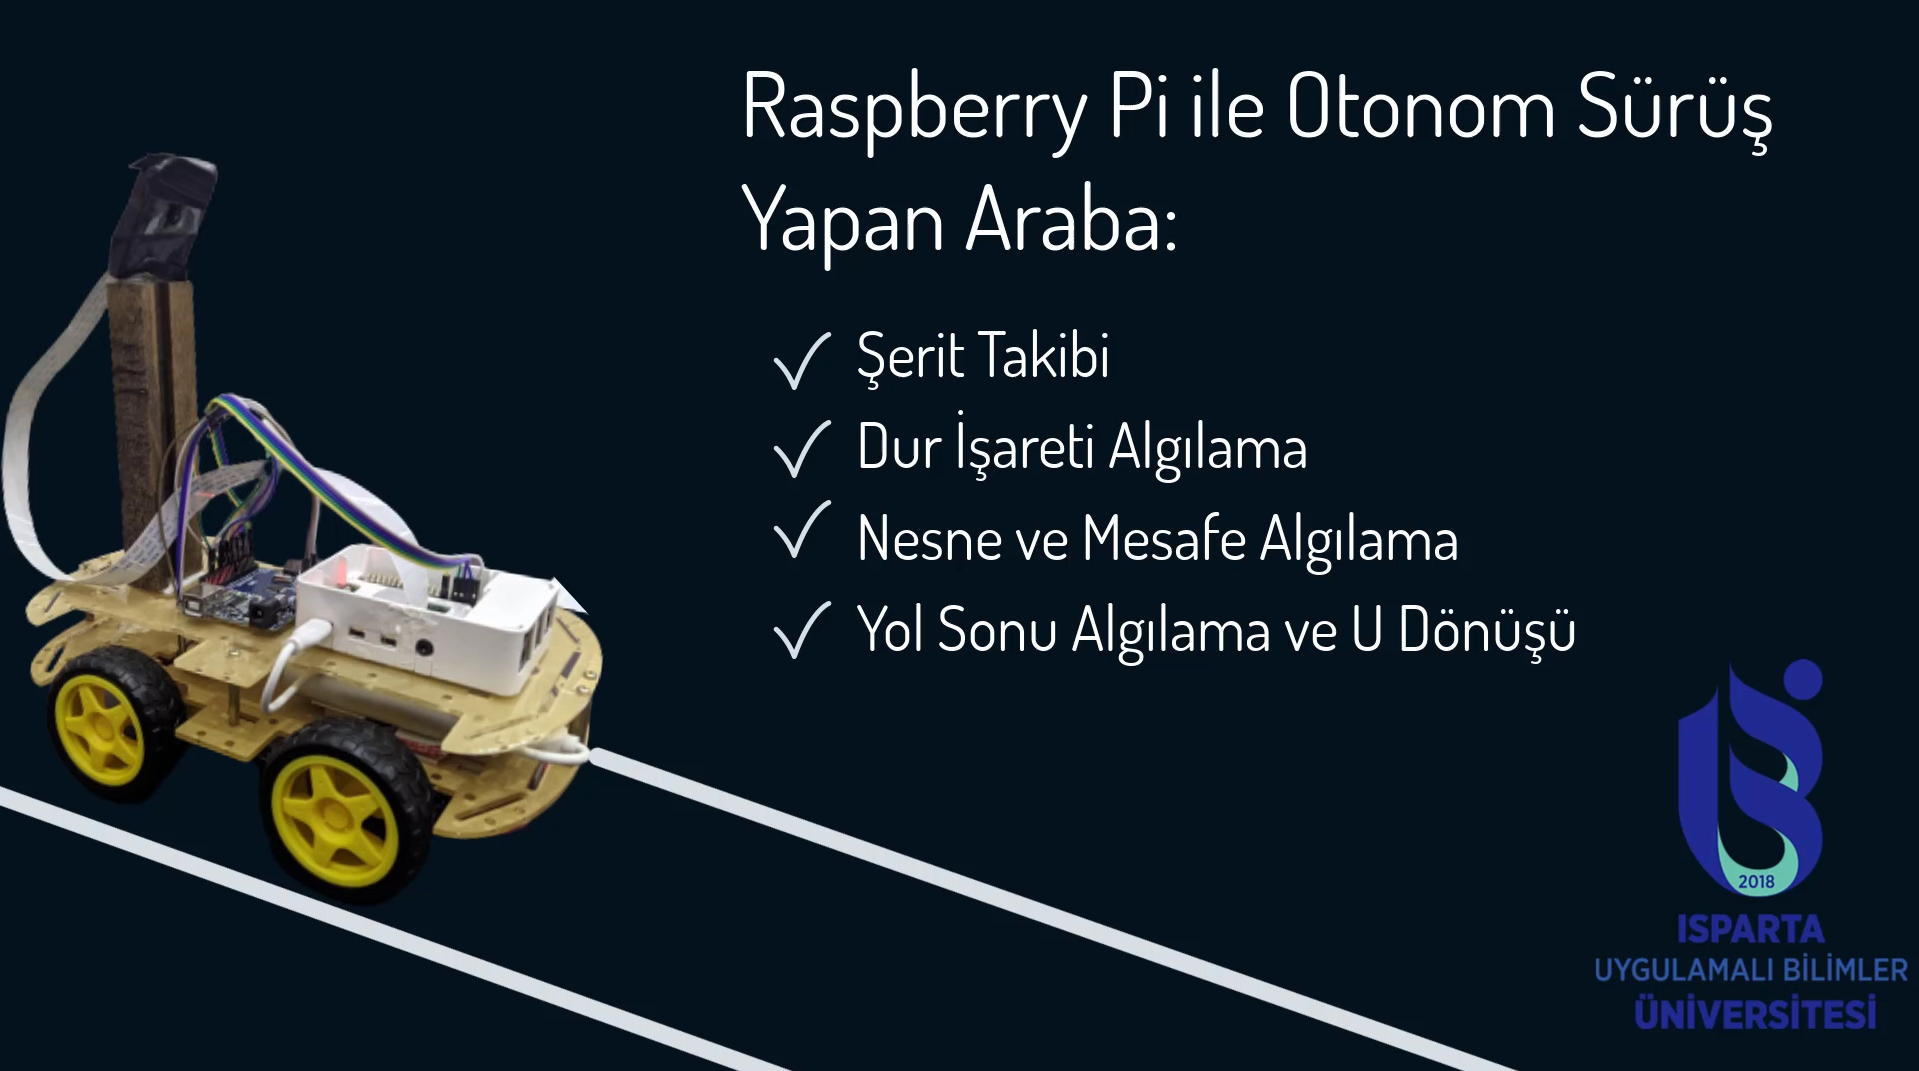 Raspberry Pi ile Otonom Sürüş
Yapan Araba:
Şerit Takibi
Dur İşareti Algılama
Nesne ve Mesafe Algılama
Yol Sonu Algılama ve U Dönüşü
2018
ISPARTA
UYGULAMALI BİLİMLER
ÜNİVERSİTESİ